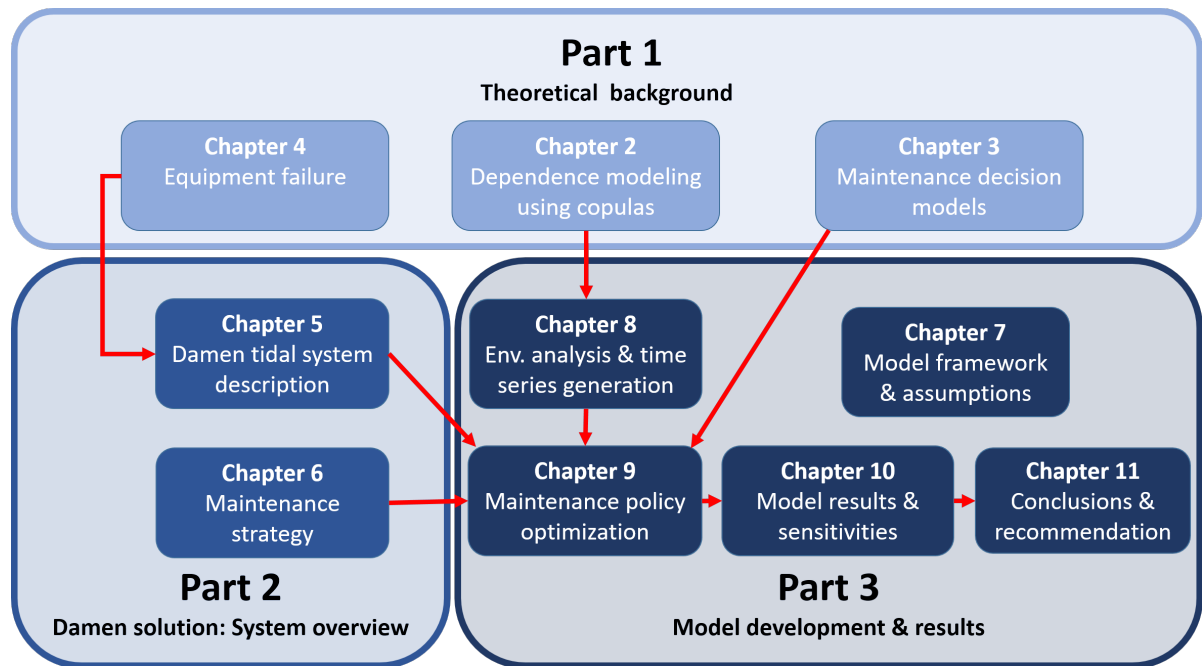 Part 1
Theoretical background
Chapter 4
Equipment failure
Chapter 2
Dependence modeling
using copulas
Chapter 3
Maintenance decision
models
Chapter 5
Damen tidal system
description
Chapter 6
Maintenance
strategy
Part 2
Damen solution: System overview
Chapter 8
Env. analysis & time
series generation
Chapter 7
Model framework
& assumptions
Chapter 9
Maintenance policy
optimization
Chapter 10
Model results &
sensitivities
Chapter 11
Conclusions &
recommendation
Part 3
Model development & results